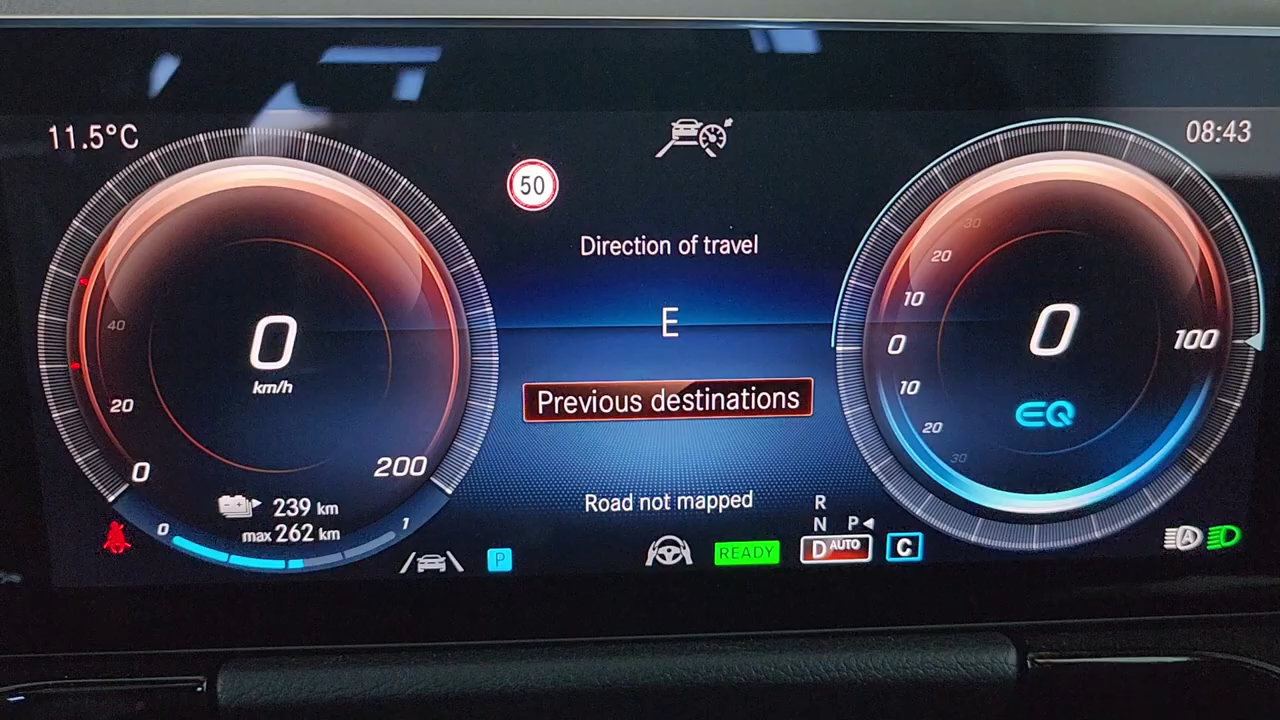 11.5°C
08:43
50
Direction of travel
E
Previous destinations
Road not mapped
40
20
0
0
km/h
200
239 km
max 262 km
0
1
30
20
10
0
10
20
30
0
100
EQ
P
READY
R
N
P
D AUTO
C
A